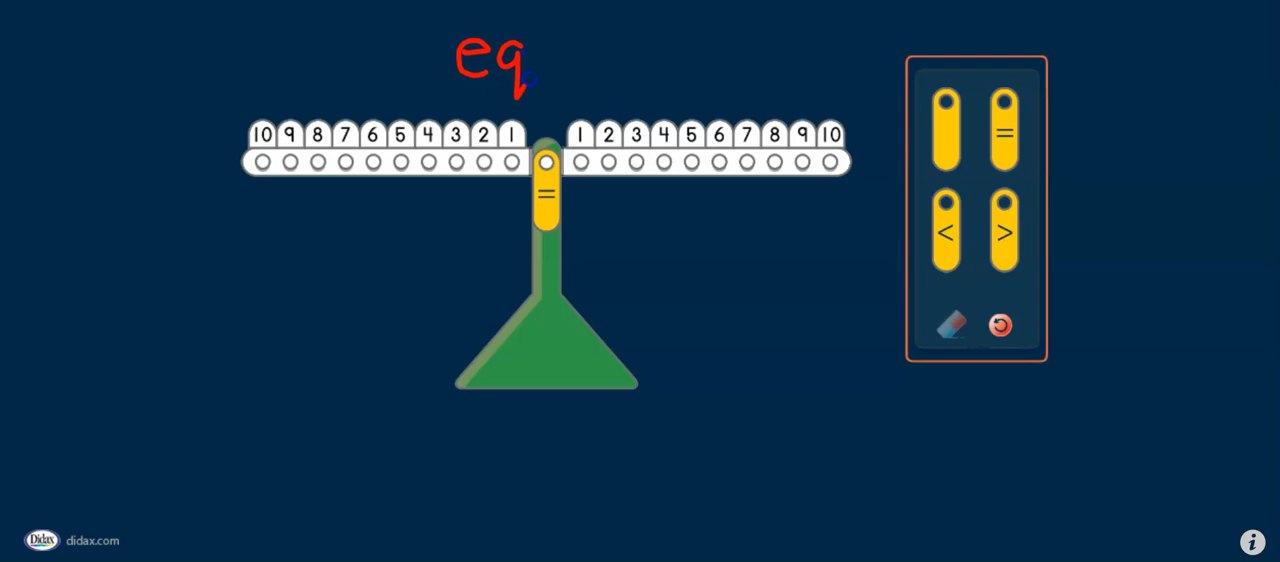 eq
10 9 8 7 6 5 4 3 2 1 1 2 3 4 5 6 7 8 9 10
=
=
< >
Didax didax.com
i